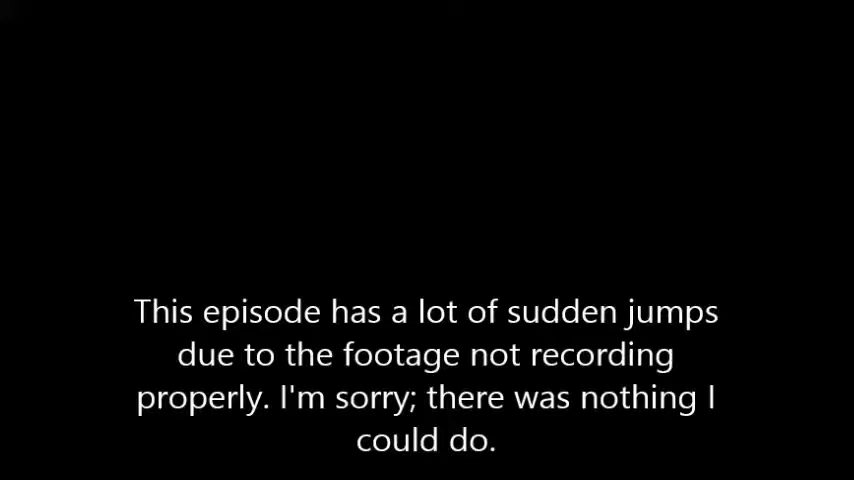 This episode has a lot of sudden jumps
due to the footage not recording
properly. I'm sorry; there was nothing I
could do.